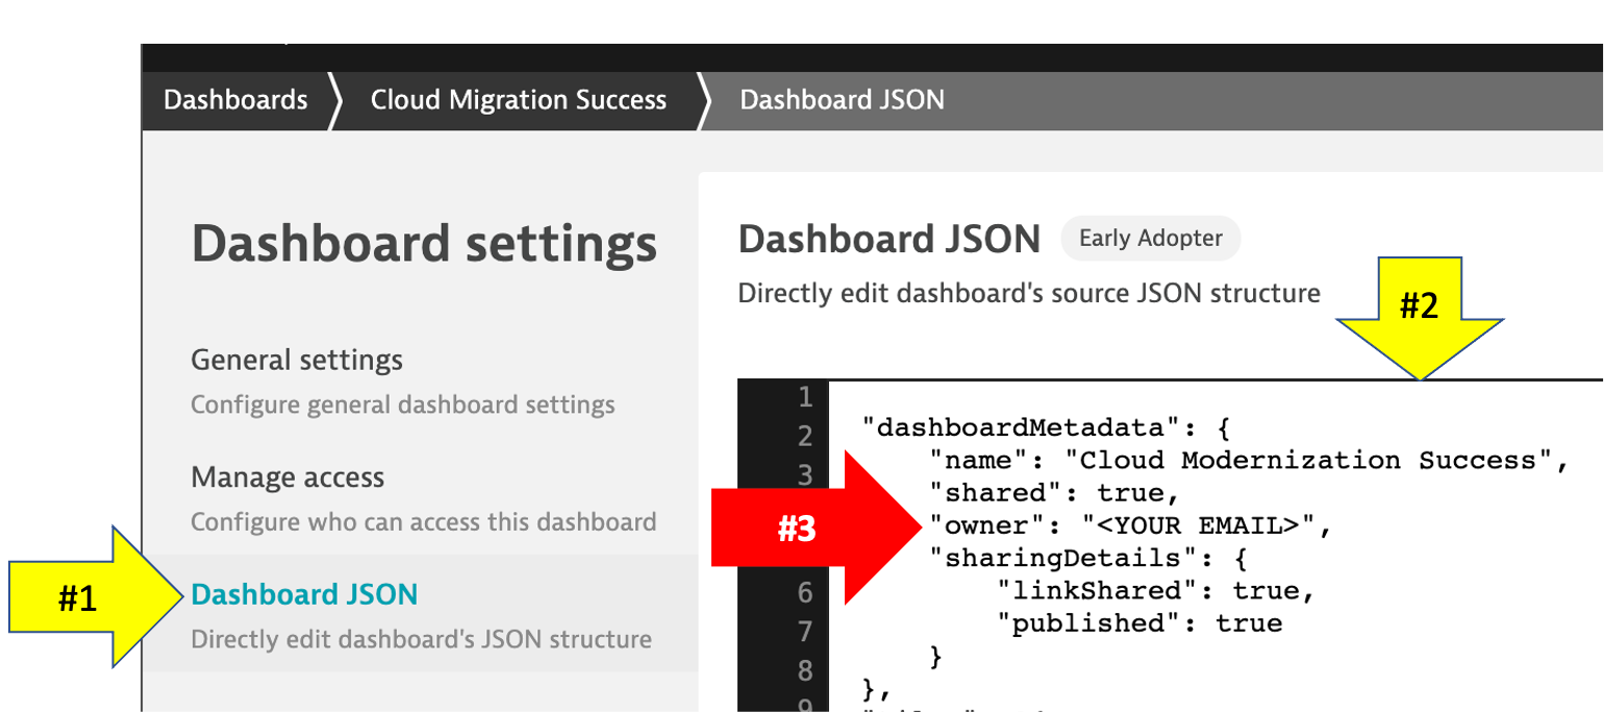 Dashboards
Cloud Migration Success
Dashboard JSON
Dashboard settings
General settings
Configure general dashboard settings
Manage access
Configure who can access this dashboard
#1
Dashboard JSON
Directly edit dashboard's JSON structure
Dashboard JSON
Early Adopter
Directly edit dashboard's source JSON structure
#2
1
2 "dashboardMetadata": {
"name": "Cloud Modernization Success",
3
"shared": true,
#3 "owner": "<YOUR EMAIL>",
"sharingDetails": {
6 "linkShared": true,
7 "published": true
8 }
},
9